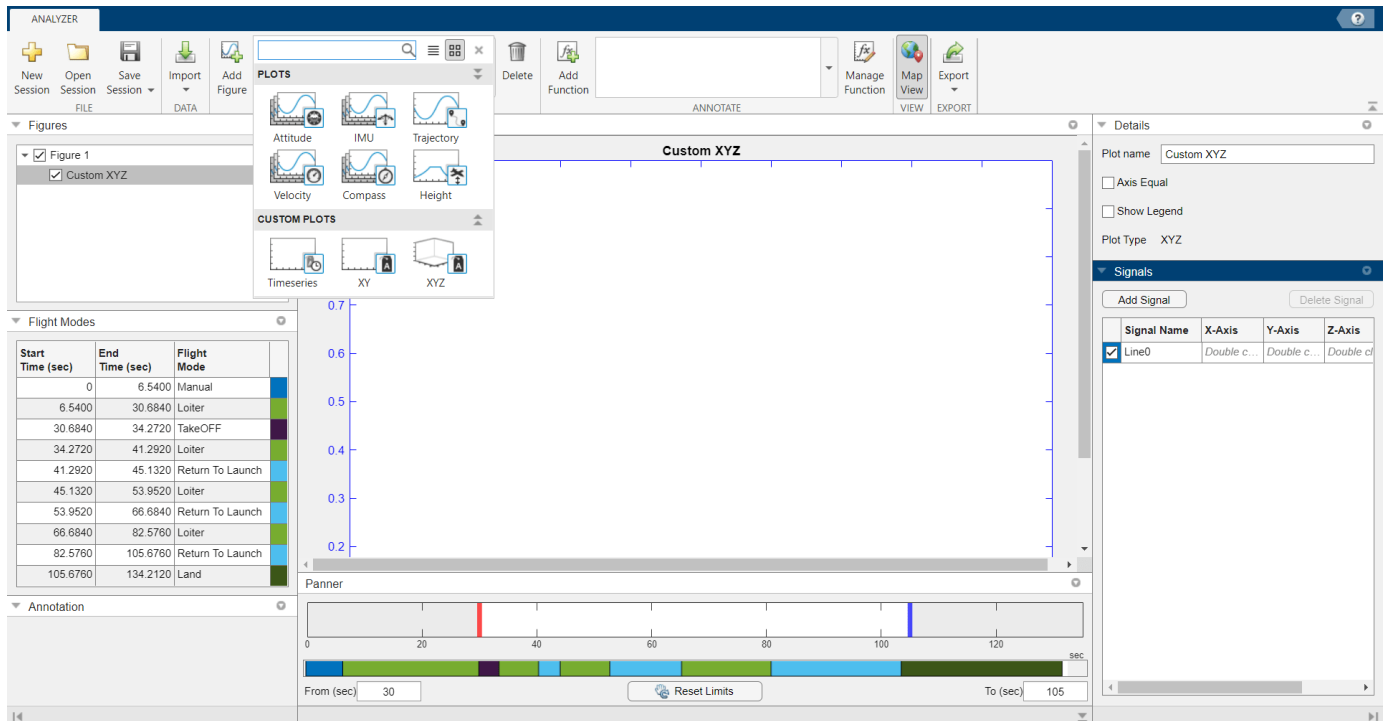 ANALYZER
?
New Session
Open Session
Save Session
Import
Add Figure
Delete
Add Function
Manage Function
Map View
Export
FILE
DATA
ANNOTATE
VIEW
EXPORT
PLOTS
Attitude
IMU
Trajectory
Velocity
Compass
Height
CUSTOM PLOTS
Timeseries
XY
XYZ
Figures
Figure 1
Custom XYZ
Flight Modes
Start Time (sec) End Time (sec) Flight Mode
0 6.5400 Manual
6.5400 30.6840 Loiter
30.6840 34.2720 TakeOFF
34.2720 41.2920 Loiter
41.2920 45.1320 Return To Launch
45.1320 53.9520 Loiter
53.9520 66.6840 Return To Launch
66.6840 82.5760 Loiter
82.5760 105.6760 Return To Launch
105.6760 134.2120 Land
Annotation
Custom XYZ
0.7
0.6
0.5
0.4
0.3
0.2
Panner
0 20 40 60 80 100 120
sec
From (sec) 30
Reset Limits
To (sec) 105
Details
Plot name Custom XYZ
Axis Equal
Show Legend
Plot Type XYZ
Signals
Add Signal
Delete Signal
Signal Name X-Axis Y-Axis Z-Axis
Line0 Double c... Double c... Double cl